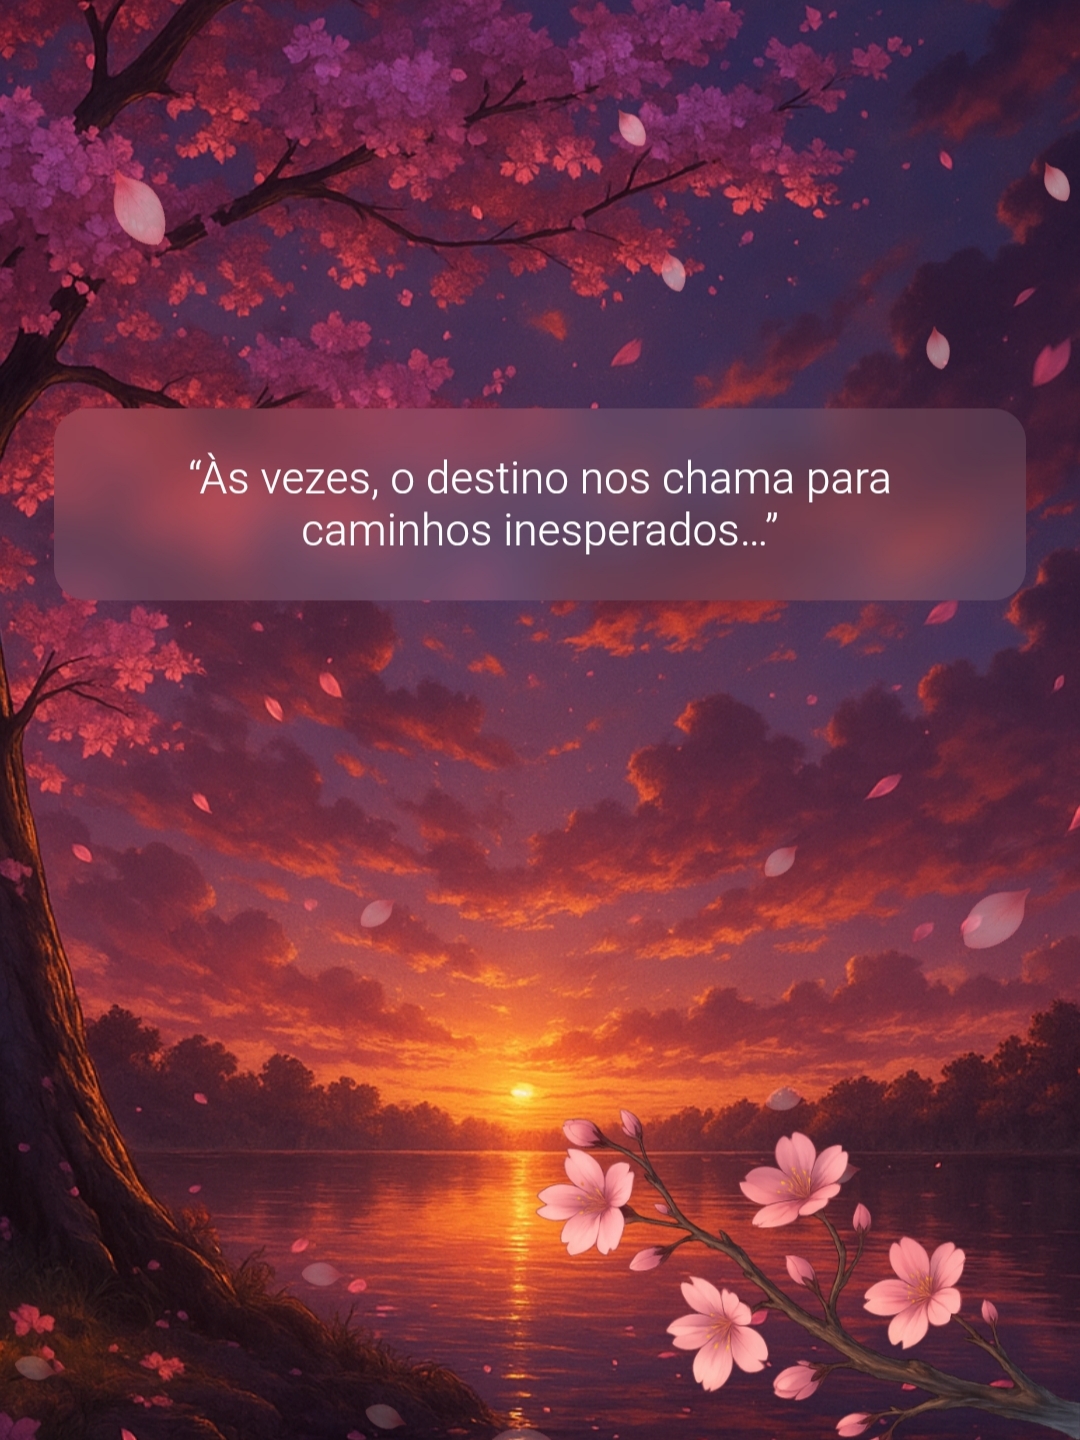 “Às vezes, o destino nos chama para
caminhos inesperados...”